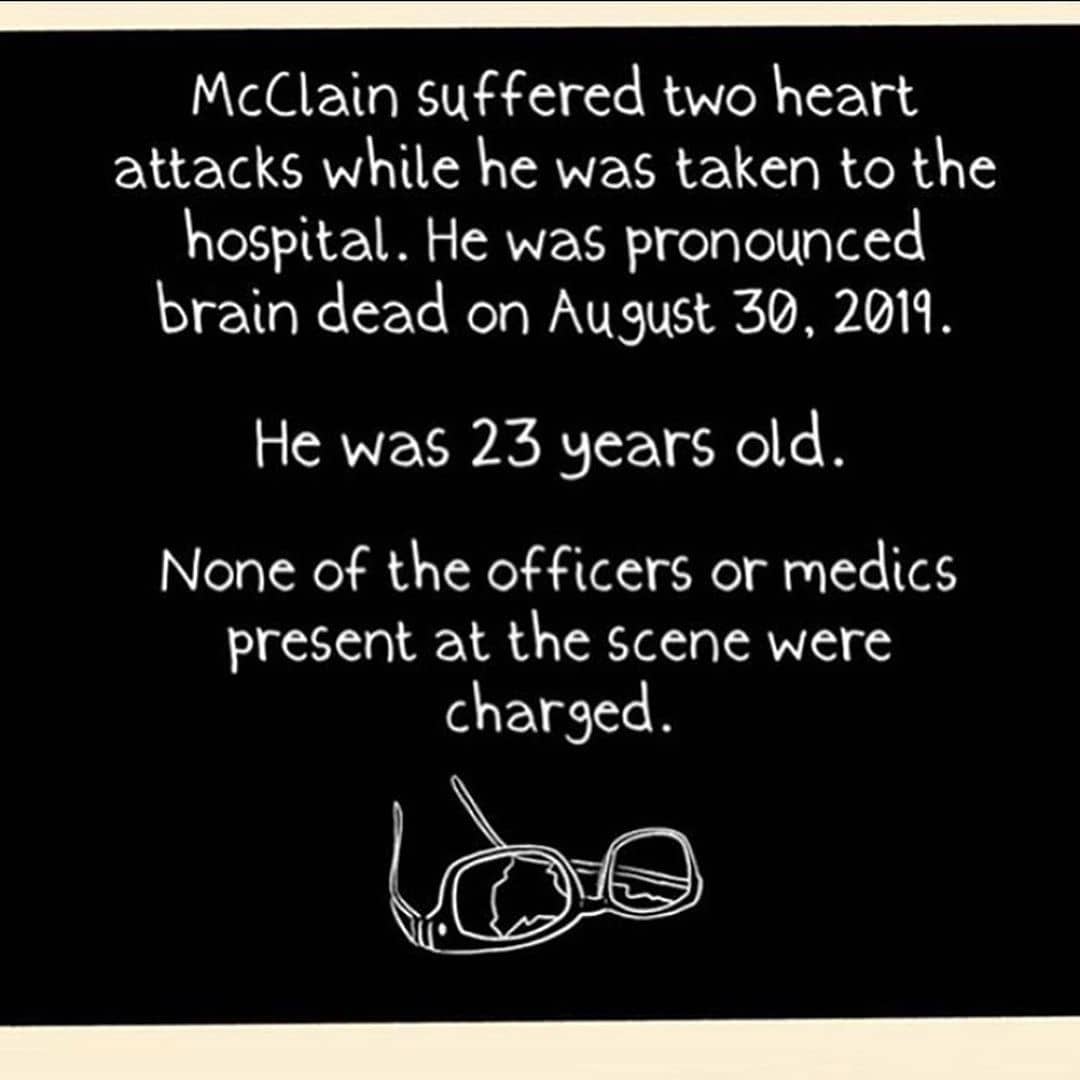 McClain suffered two heart
attacks while he was taken to the
hospital. He was pronounced
brain dead on August 30, 2019.
He was 23 years old.
None of the officers or medics
present at the scene were
charged.